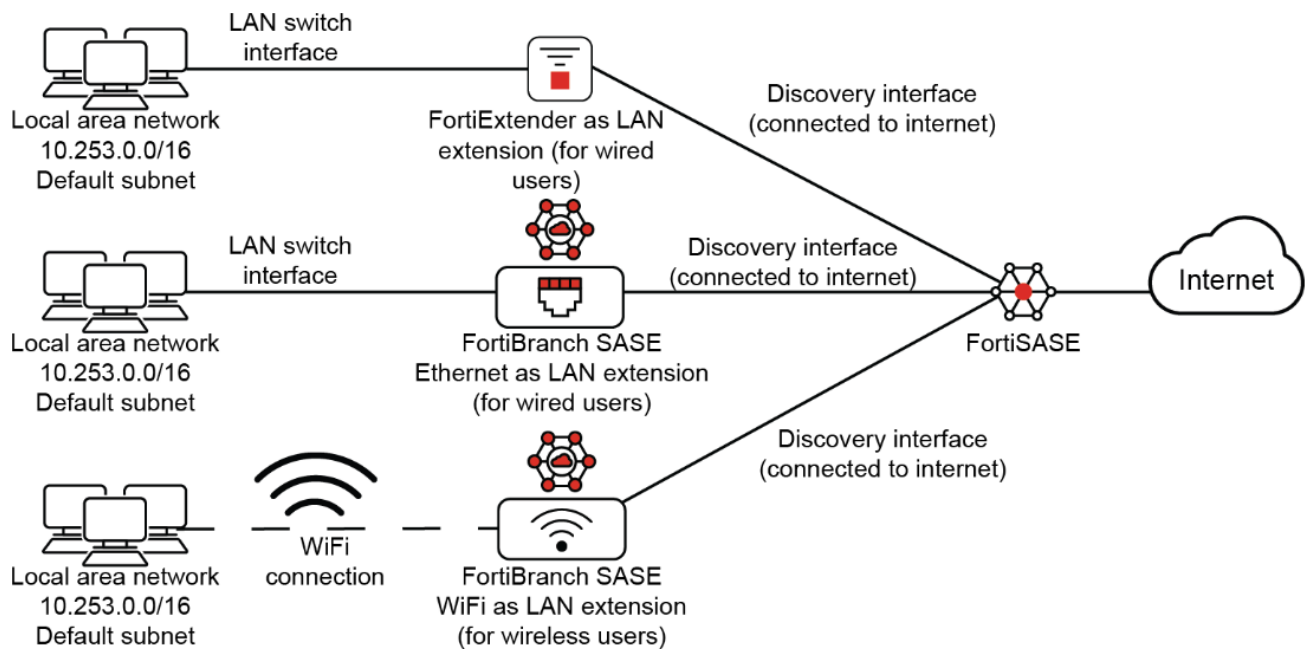 LAN switch
interface
Local area network
10.253.0.0/16
Default subnet
FortiExtender as LAN
extension (for wired
users)
Discovery interface
(connected to internet)
LAN switch
interface
Local area network
10.253.0.0/16
Default subnet
FortiBranch SASE
Ethernet as LAN extension
(for wired users)
Discovery interface
(connected to internet)
FortiSASE
Internet
WiFi
connection
Local area network
10.253.0.0/16
Default subnet
FortiBranch SASE
WiFi as LAN extension
(for wireless users)
Discovery interface
(connected to internet)